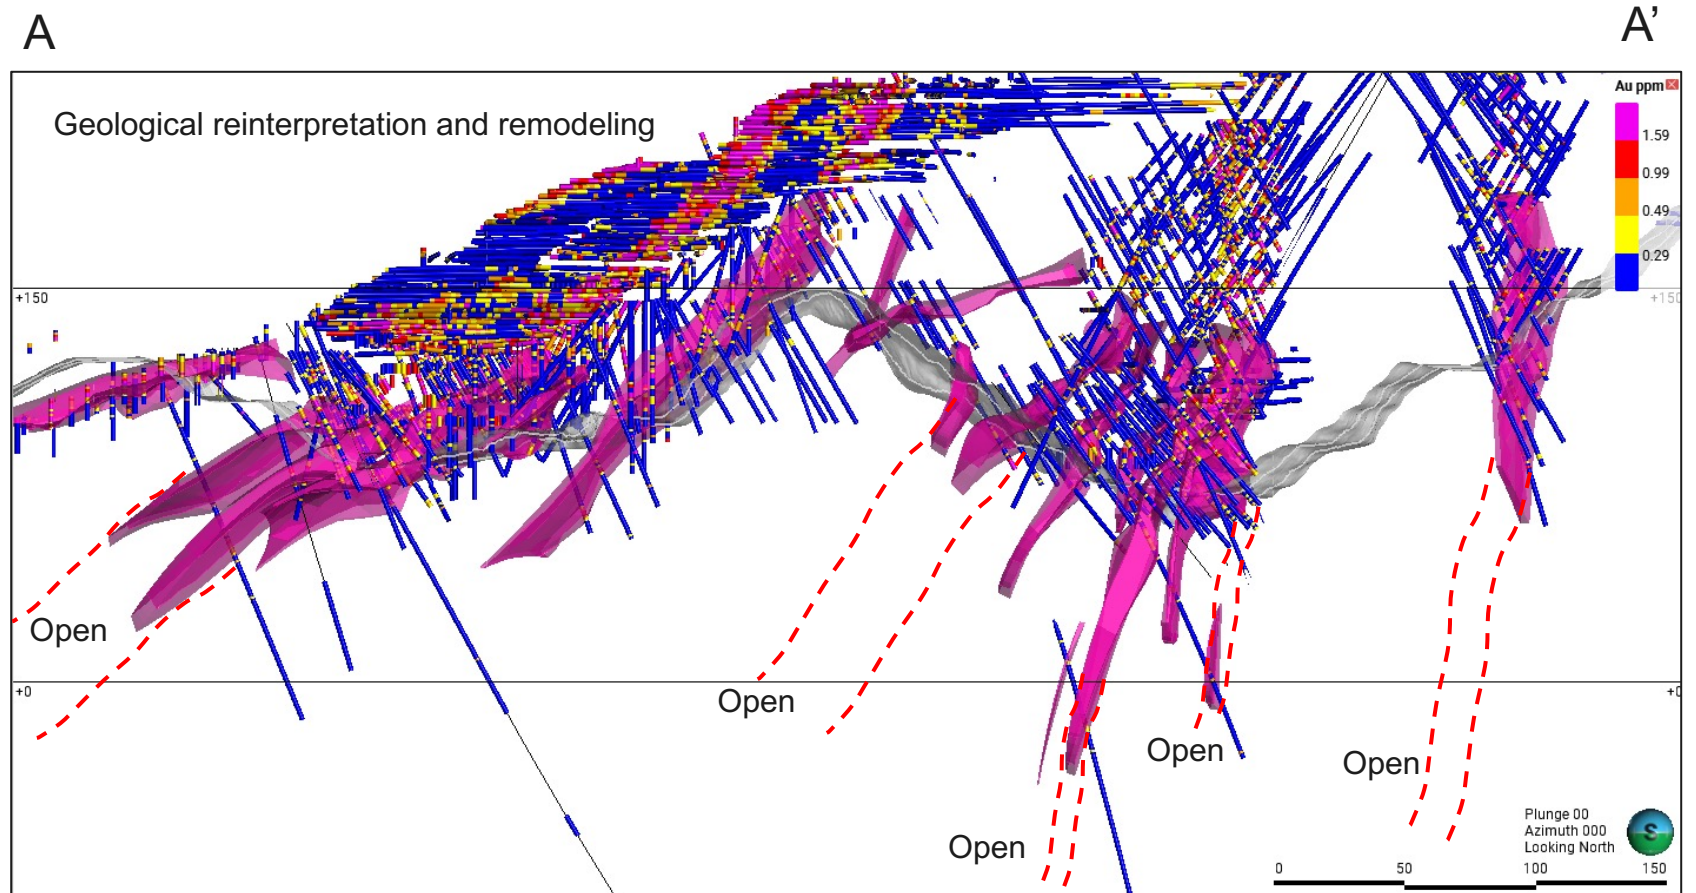 A
A’
Geological reinterpretation and remodeling
Au ppm
1.59
0.99
0.49
0.29
+150
+150
Open
+0
+0
Open
Open
Open
Open
Plunge 00
Azimuth 000
Looking North
S
0 50 100 150